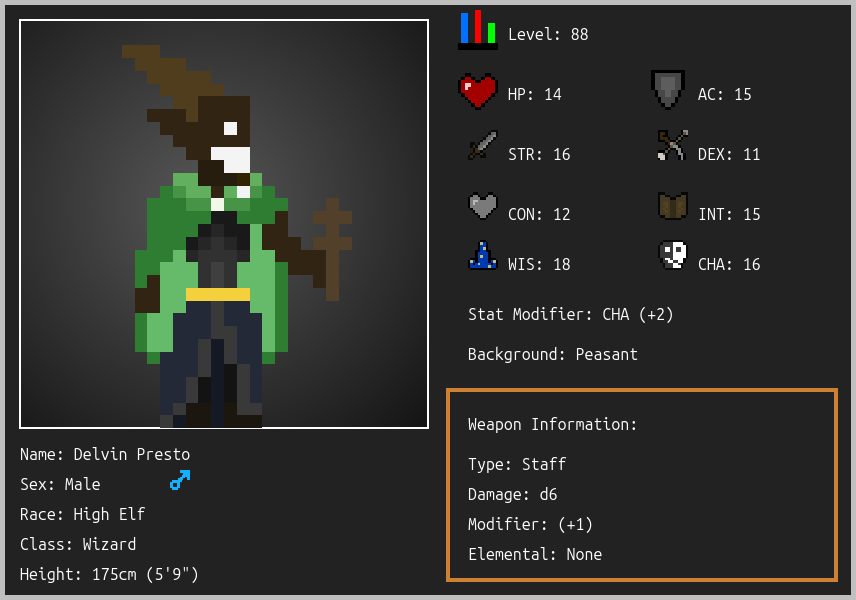 Level: 88
HP: 14
AC: 15
STR: 16
DEX: 11
CON: 12
INT: 15
WIS: 18
CHA: 16
Stat Modifier: CHA (+2)
Background: Peasant
Weapon Information:
Type: Staff
Damage: d6
Modifier: (+1)
Elemental: None
Name: Delvin Presto
Sex: Male
Race: High Elf
Class: Wizard
Height: 175cm (5'9")